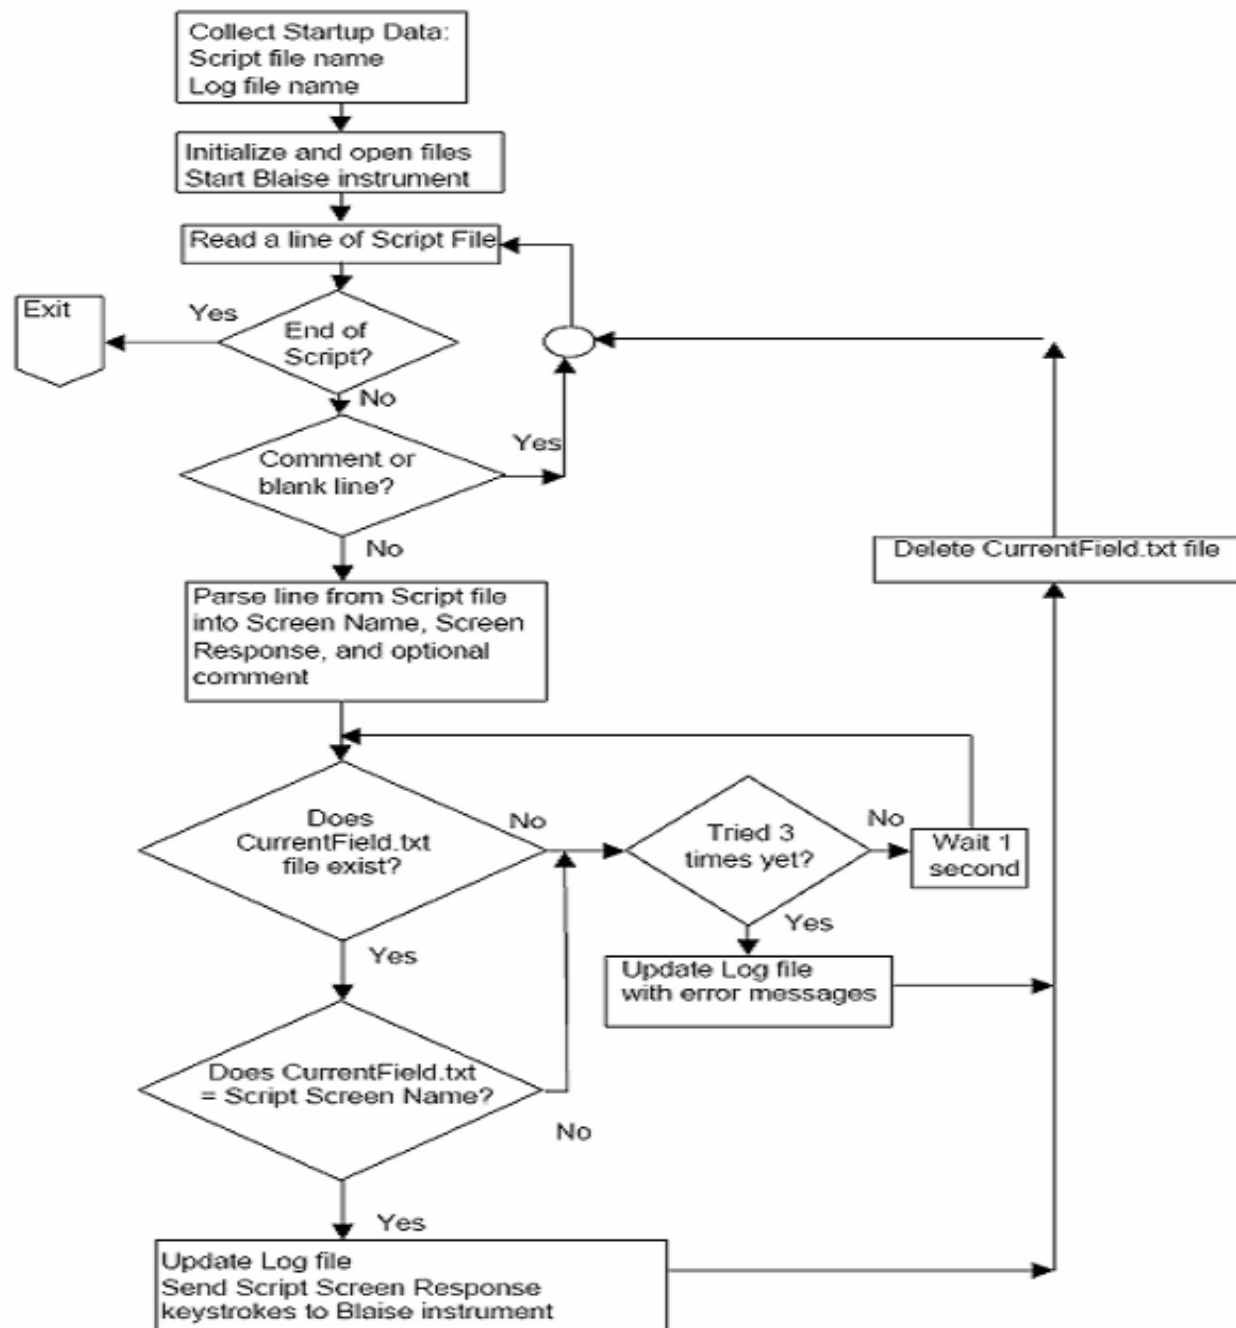 Collect Startup Data:
Script file name
Log file name
Initialize and open files
Start Blaise instrument
Read a line of Script File
Exit
Yes
End of
Script?
No
Comment or
blank line?
Yes
No
Delete CurrentField.txt file
Parse line from Script file
into Screen Name, Screen
Response, and optional
comment
Does
CurrentField.txt
file exist?
No
Tried 3
times yet?
No
Wait 1
second
Yes
Yes
Update Log file
with error messages
Does CurrentField.txt
= Script Screen Name?
No
Yes
Update Log file
Send Script Screen Response
keystrokes to Blaise instrument